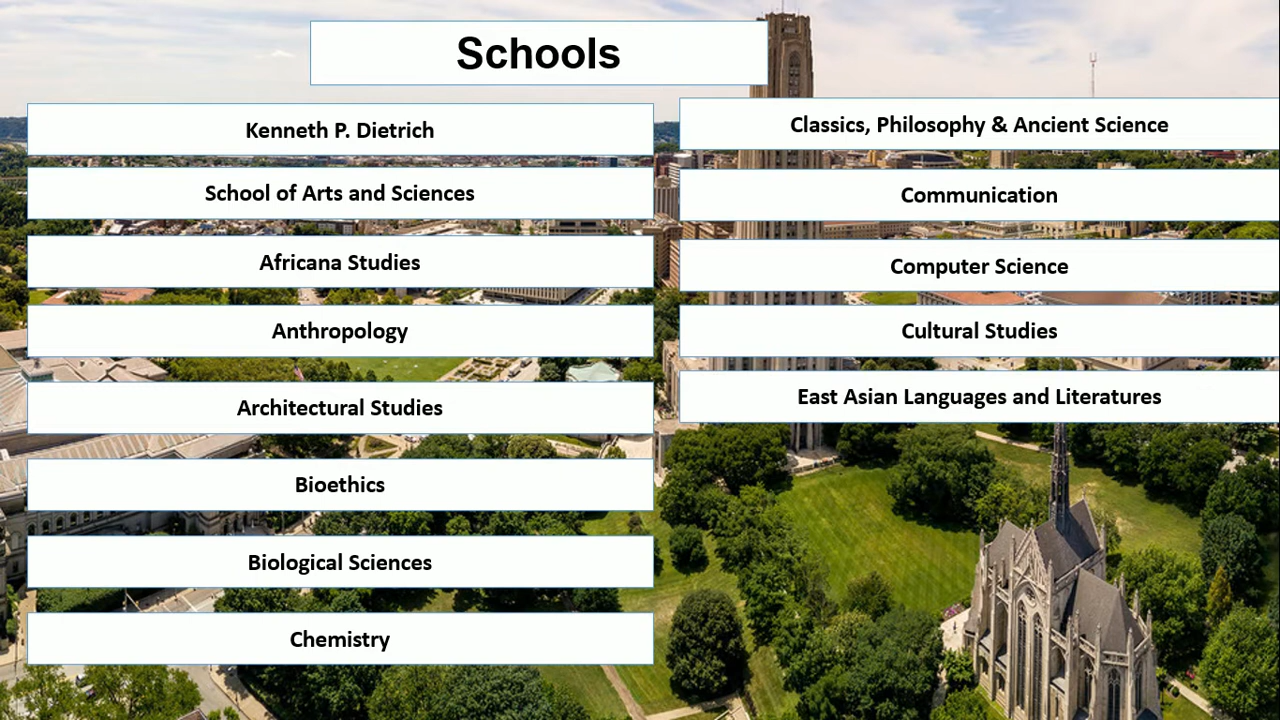 Schools
Kenneth P. Dietrich
School of Arts and Sciences
Africana Studies
Anthropology
Architectural Studies
Bioethics
Biological Sciences
Chemistry
Classics, Philosophy & Ancient Science
Communication
Computer Science
Cultural Studies
East Asian Languages and Literatures